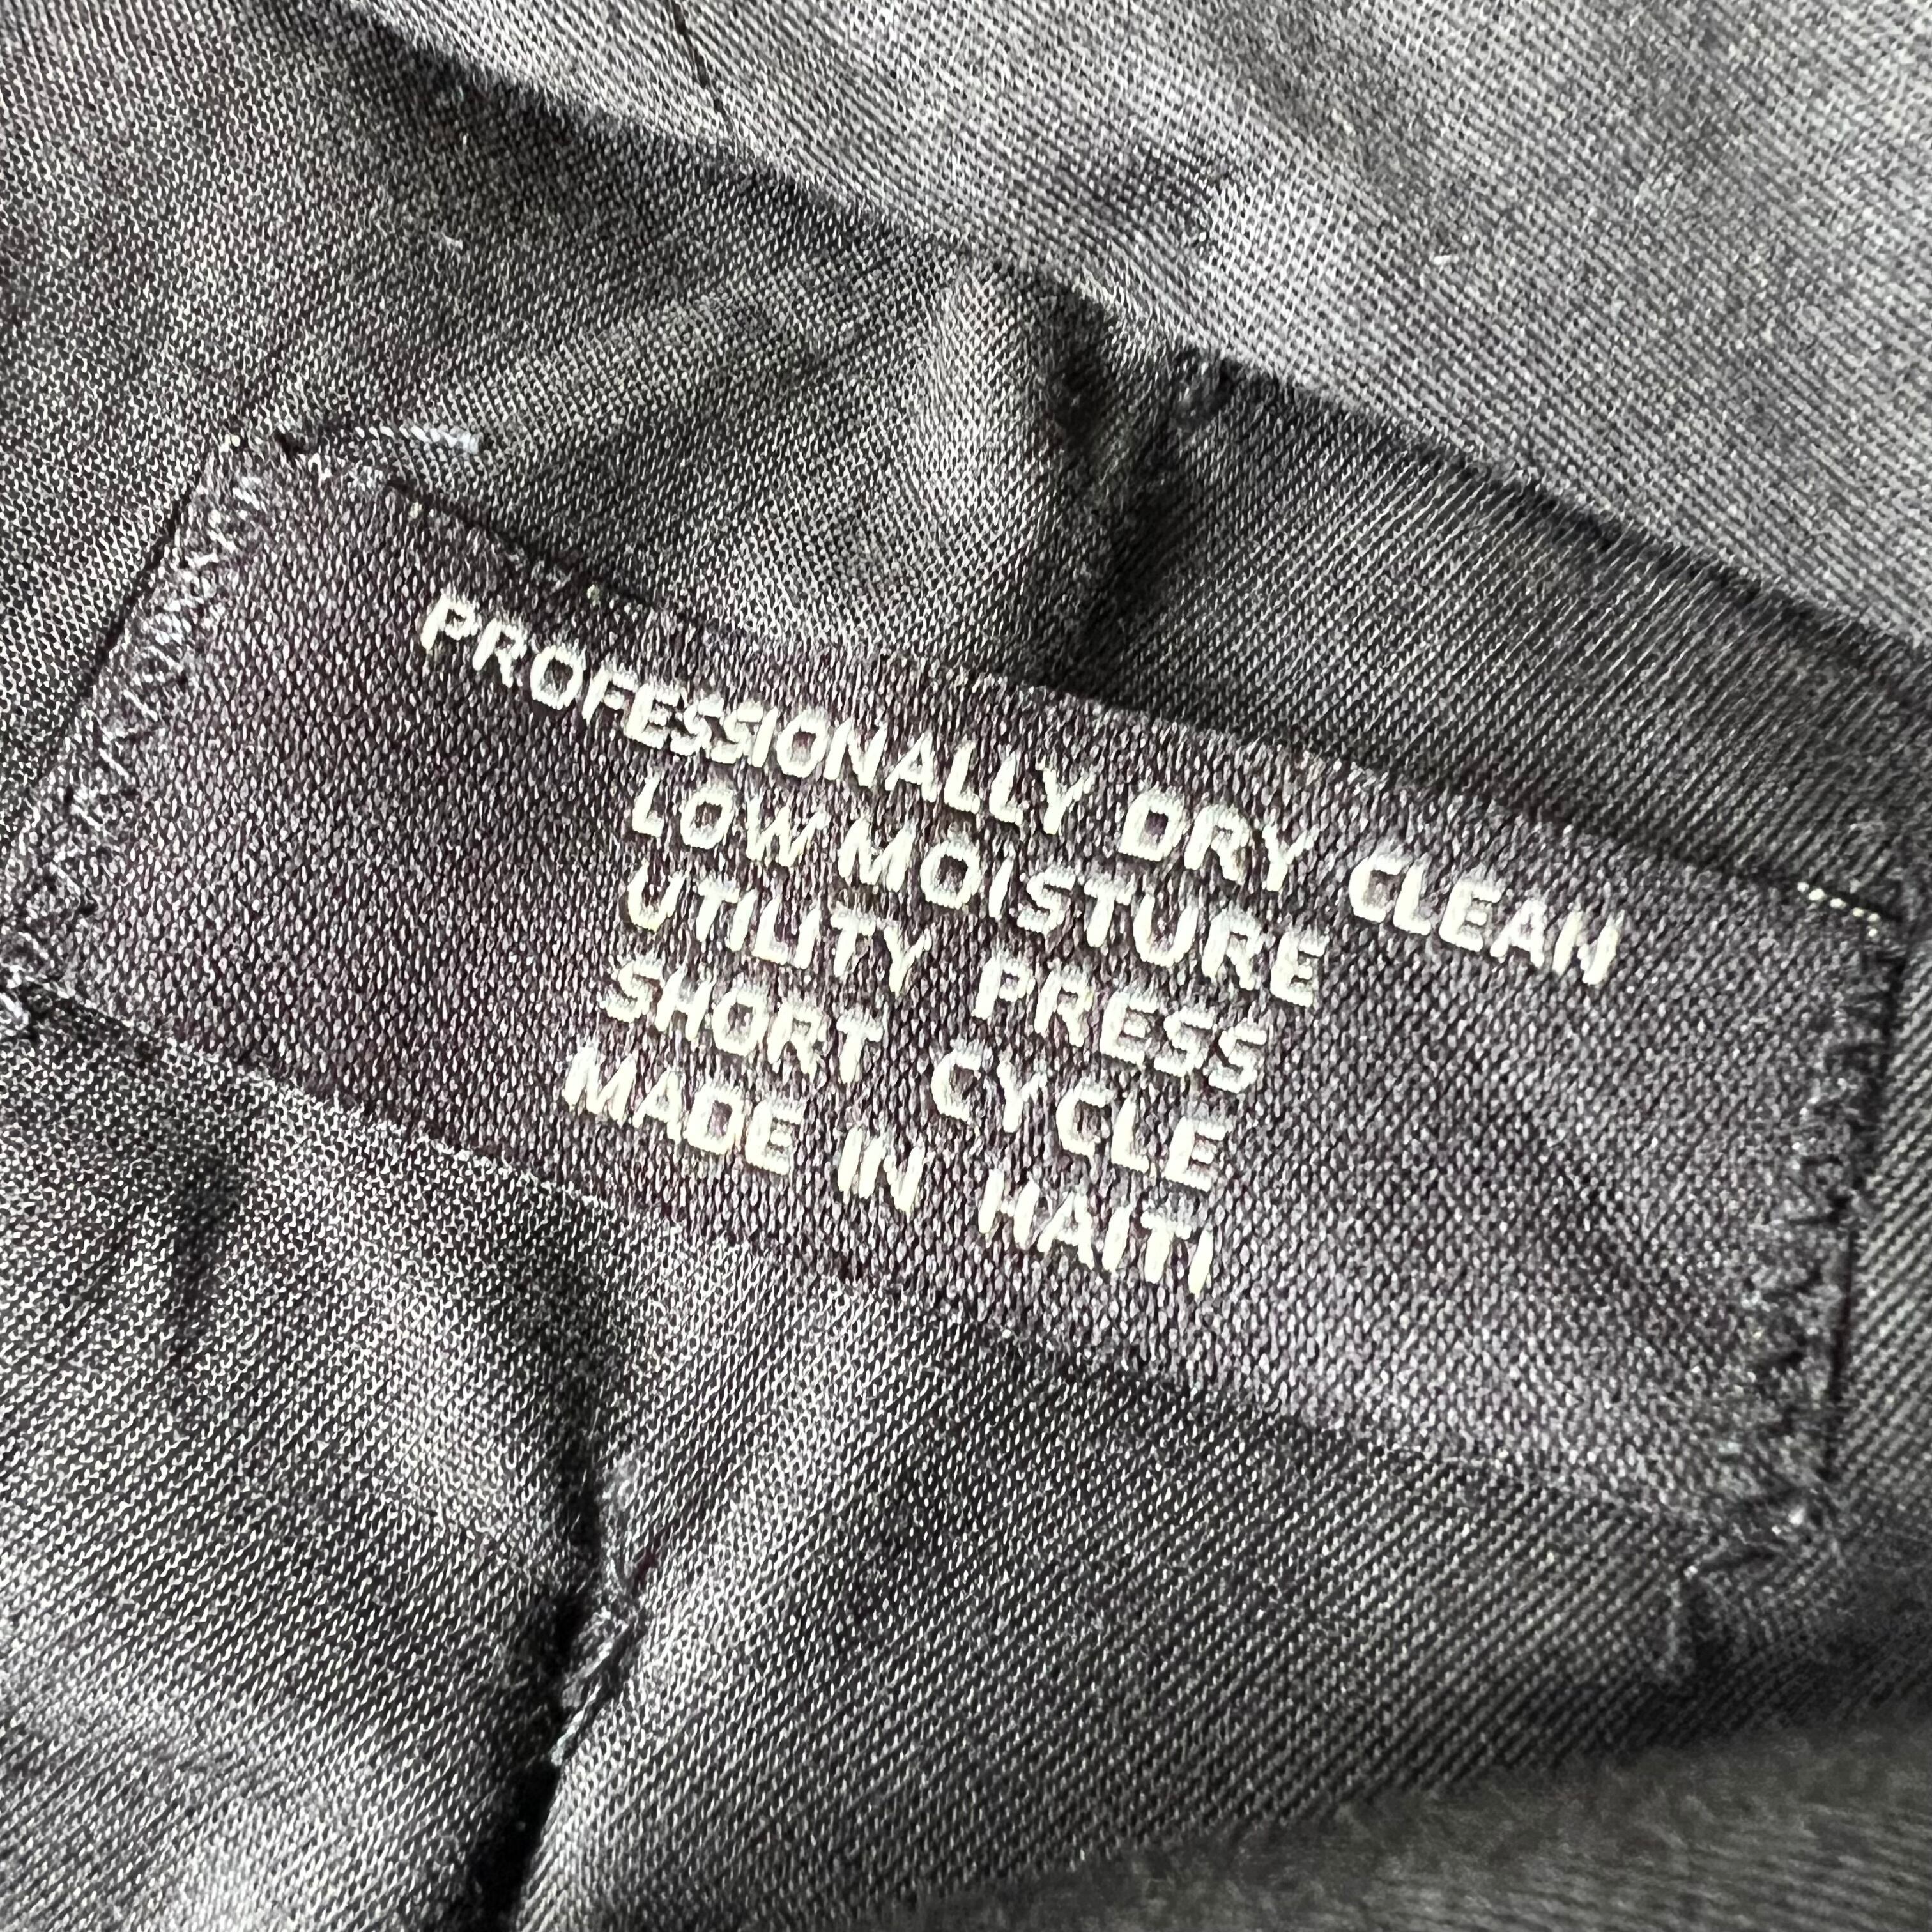 PROFESSIONALLY DRY CLEAN
LOW MOISTURE
UTILITY PRESS
SHORT CYCLE
MADE IN HAITI